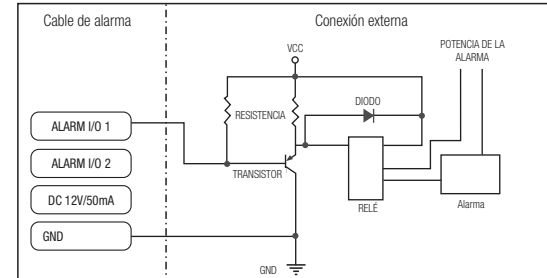 Cable de alarma
Conexión externa
VCC
POTENCIA DE LA
ALARMA
DIODO
RESISTENCIA
ALARM I/O 1
ALARM I/O 2
TRANSISTOR
DC 12V/50mA
RELÉ
Alarma
GND
GND